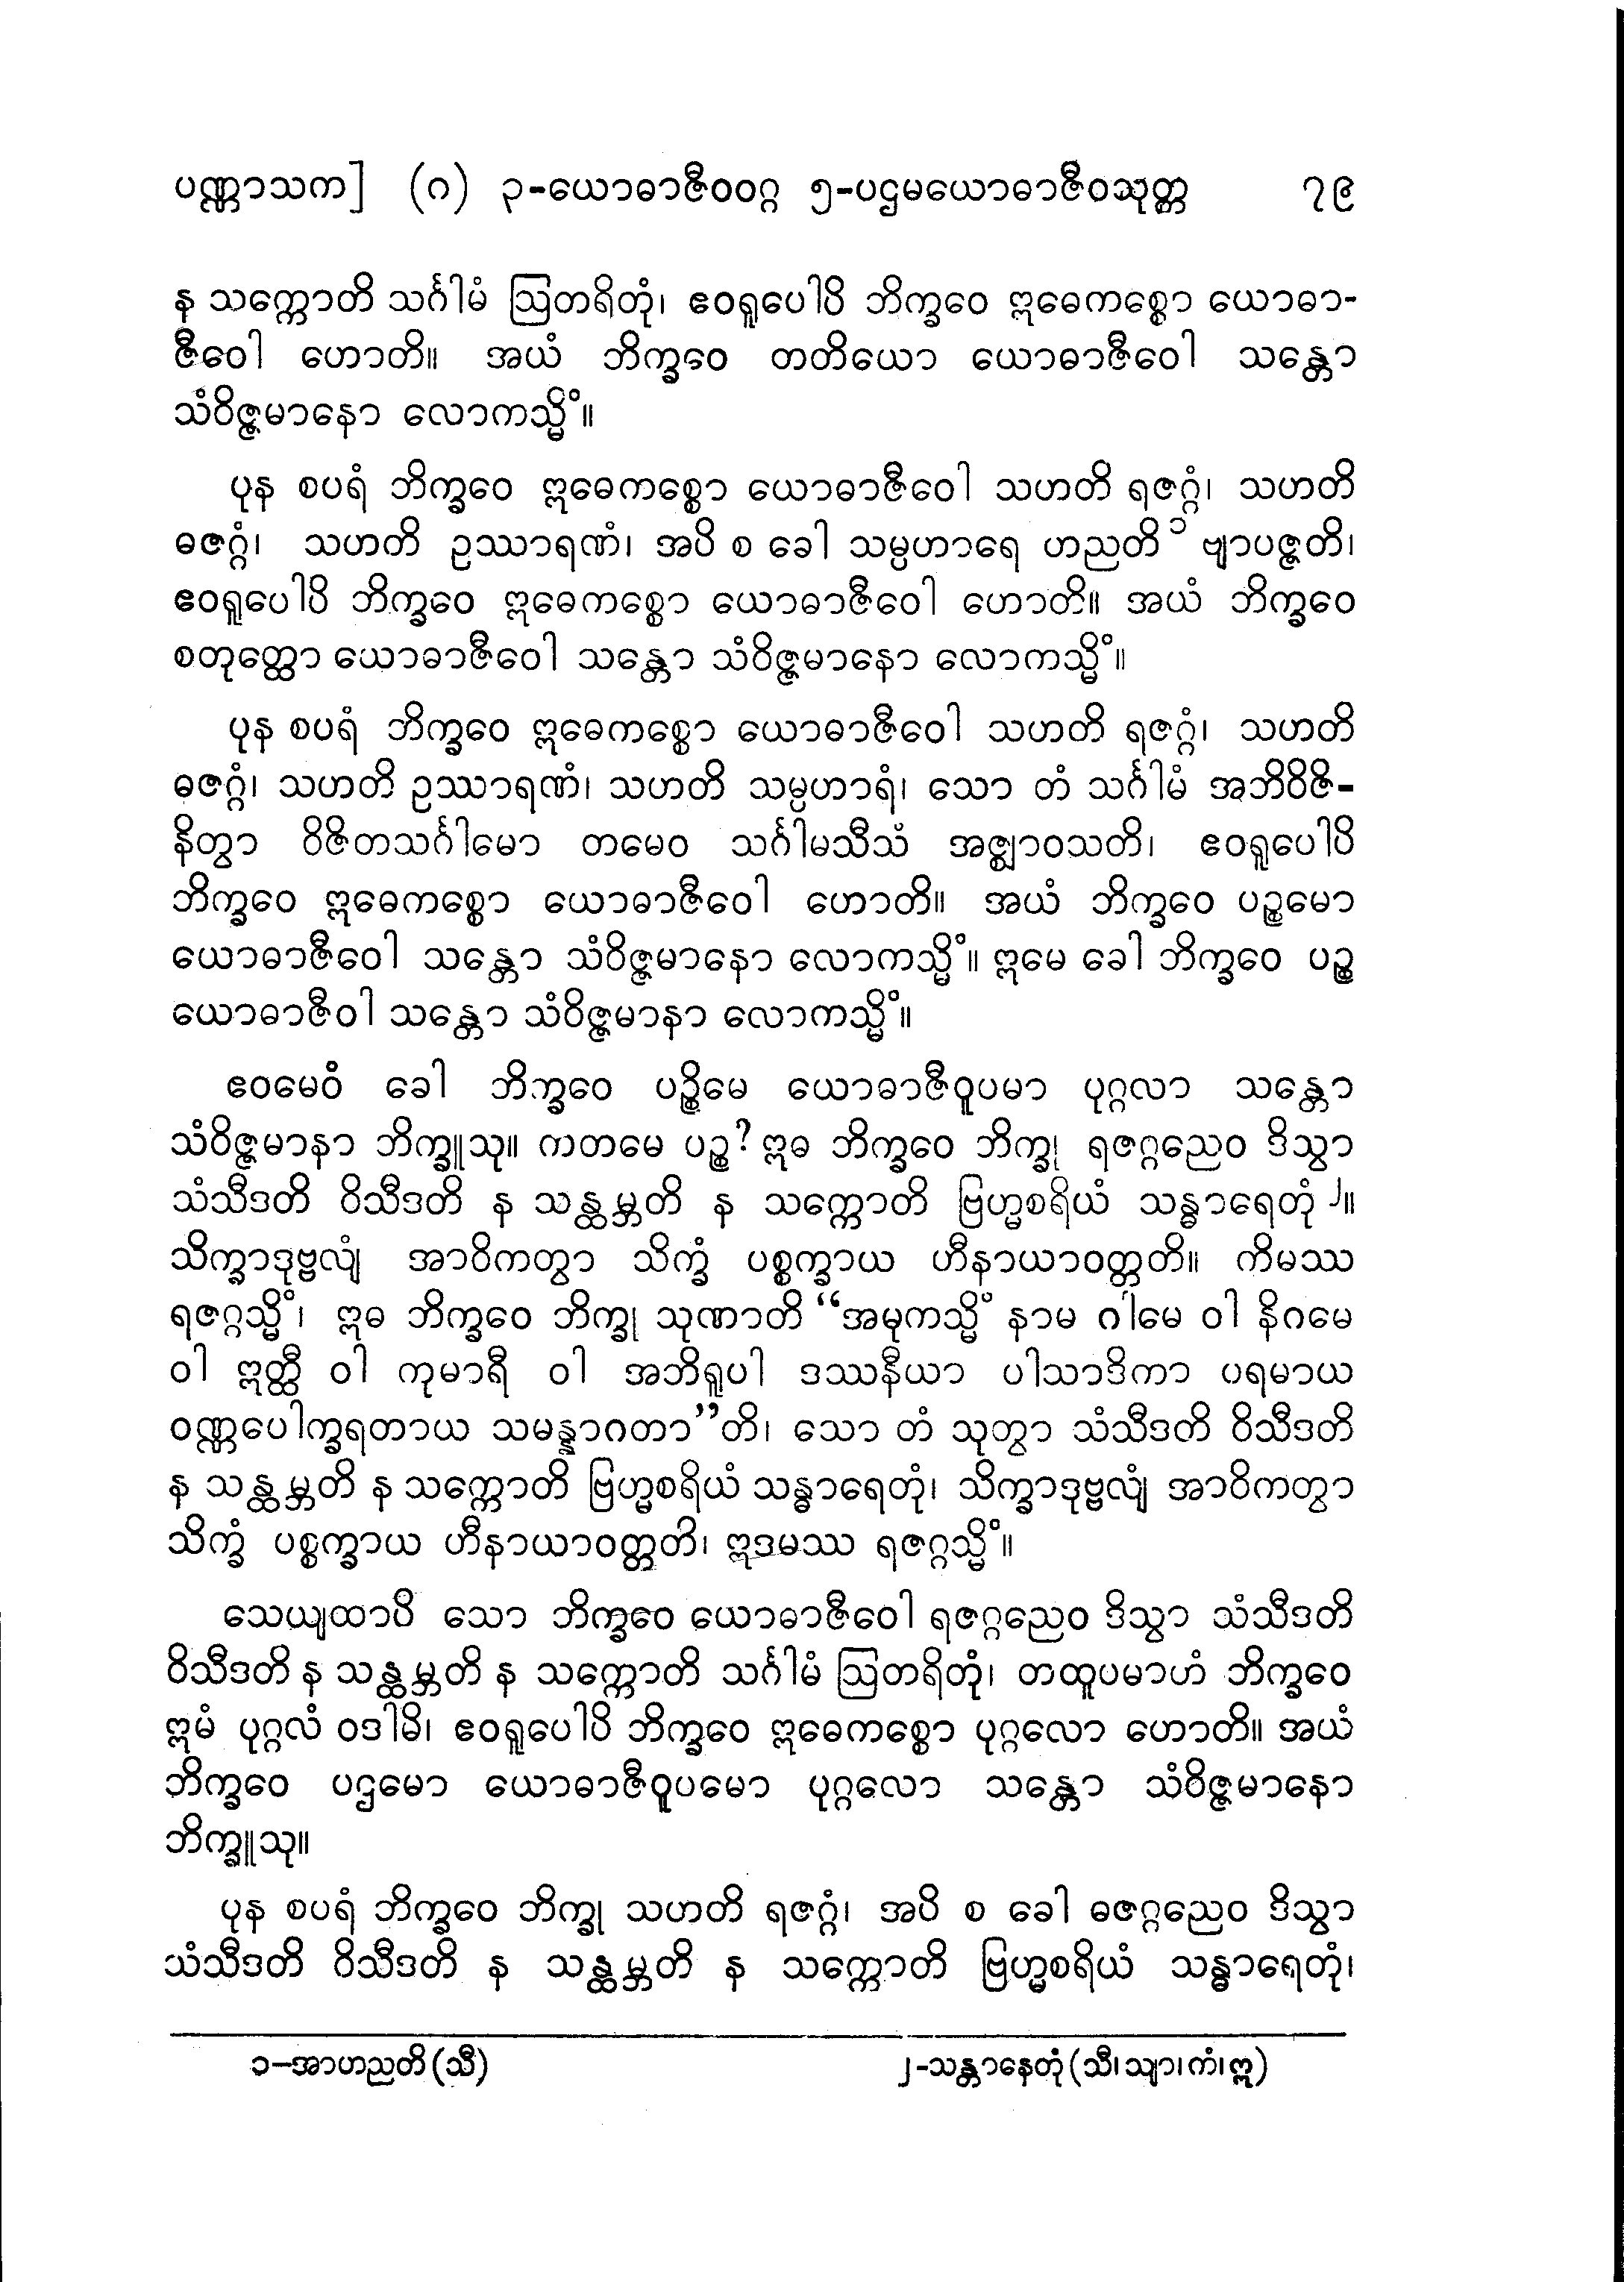 ပဏ္ဏာသက] (ဂ) ၃-ယောဓာဇီဝဝဂ္ဂ ၅-ပဌမယောဓာဇီဝသုတ္တ ၇၉
န သက္ကောတိ သင်္ဂါမံ ဩတရိတုံ၊ ဧဝရူပေါပိ ဘိက္ခဝေ ဣဓေကစ္စော ယောဓာ-
ဇီဝေါ ဟောတိ။ အယံ ဘိက္ခဝေ တတိယော ယောဓာဇီဝေါ သန္တော
သံဝိဇ္ဇမာနော လောကသ္မိံ။
ပုန စပရံ ဘိက္ခဝေ ဣဓေကစ္စော ယောဓာဇီဝေါ သဟတိ ရဇဂ္ဂံ၊ သဟတိ
ဓဇဂ္ဂံ၊ သဟတိ ဥဿာရဏံ၊ အပိ စ ခေါ သမ္ပဟာရေ ဟညတိ ၁ ဗျာပဇ္ဇတိ၊
ဧဝရူပေါပိ ဘိက္ခဝေ ဣဓေကစ္စော ယောဓာဇီဝေါ ဟောတိ။ အယံ ဘိက္ခဝေ
စတုတ္ထော ယောဓာဇီဝေါ သန္တော သံဝိဇ္ဇမာနော လောကသ္မိံ။
ပုန စပရံ ဘိက္ခဝေ ဣဓေကစ္စော ယောဓာဇီဝေါ သဟတိ ရဇဂ္ဂံ၊ သဟတိ
ဓဇဂ္ဂံ၊ သဟတိ ဥဿာရဏံ၊ သဟတိ သမ္ပဟာရံ၊ သော တံ သင်္ဂါမံ အဘိဝိဇိ-
နိတွာ ဝိဇိတသင်္ဂါမော တမေဝ သင်္ဂါမသီသံ အဇ္ဈာဝသတိ၊ ဧဝရူပေါပိ
ဘိက္ခဝေ ဣဓေကစ္စော ယောဓာဇီဝေါ ဟောတိ။ အယံ ဘိက္ခဝေ ပဉ္စမော
ယောဓာဇီဝေါ သန္တော သံဝိဇ္ဇမာနော လောကသ္မိံ။ ဣမေ ခေါ ဘိက္ခဝေ ပဉ္စ
ယောဓာဇီဝါ သန္တော သံဝိဇ္ဇမာနာ လောကသ္မိံ။
ဧဝမေဝံ ခေါ ဘိက္ခဝေ ပဉ္စိမေ ယောဓာဇီဝူပမာ ပုဂ္ဂလာ သန္တော
သံဝိဇ္ဇမာနာ ဘိက္ခူသု။ ကတမေ ပဉ္စ? ဣဓ ဘိက္ခဝေ ဘိက္ခု ရဇဂ္ဂညေဝ ဒိသွာ
သံသီဒတိ ဝိသီဒတိ န သန္ထမ္ဘတိ န သက္ကောတိ ဗြဟ္မစရိယံ သန္ဓာရေတုံ ၂။
သိက္ခာဒုဗ္ဗလျံ အာဝိကတွာ သိက္ခံ ပစ္စက္ခာယ ဟီနာယာဝတ္တတိ။ ကိမဿ
ရဇဂ္ဂသ္မိံ၊ ဣဓ ဘိက္ခဝေ ဘိက္ခု သုဏာတိ “အမုကသ္မိံ နာမ ဂါမေ ဝါ နိဂမေ
ဝါ ဣတ္ထီ ဝါ ကုမာရီ ဝါ အဘိရူပါ ဒဿနီယာ ပါသာဒိကာ ပရမာယ
ဝဏ္ဏပေါက္ခရတာယ သမန္နာဂတာ”တိ၊ သော တံ သုတွာ သံသီဒတိ ဝိသီဒတိ
န သန္ထမ္ဘတိ န သက္ကောတိ ဗြဟ္မစရိယံ သန္ဓာရေတုံ၊ သိက္ခာဒုဗ္ဗလျံ အာဝိကတွာ
သိက္ခံ ပစ္စက္ခာယ ဟီနာယာဝတ္တတိ၊ ဣဒမဿ ရဇဂ္ဂသ္မိံ။
သေယျထာပိ သော ဘိက္ခဝေ ယောဓာဇီဝေါ ရဇဂ္ဂညေဝ ဒိသွာ သံသီဒတိ
ဝိသီဒတိ န သန္ထမ္ဘတိ န သက္ကောတိ သင်္ဂါမံ ဩတရိတုံ၊ တထူပမာဟံ ဘိက္ခဝေ
ဣမံ ပုဂ္ဂလံ ဝဒါမိ၊ ဧဝရူပေါပိ ဘိက္ခဝေ ဣဓေကစ္စော ပုဂ္ဂလော ဟောတိ။ အယံ
ဘိက္ခဝေ ပဌမော ယောဓာဇီဝူပမော ပုဂ္ဂလော သန္တော သံဝိဇ္ဇမာနော
ဘိက္ခူသု။
ပုန စပရံ ဘိက္ခဝေ ဘိက္ခု သဟတိ ရဇဂ္ဂံ၊ အပိ စ ခေါ ဓဇဂ္ဂညေဝ ဒိသွာ
သံသီဒတိ ဝိသီဒတိ န သန္ထမ္ဘတိ န သက္ကောတိ ဗြဟ္မစရိယံ သန္ဓာရေတုံ၊
၁–အာဟညတိ (သီ) ၂-သန္တာနေတုံ (သီ၊ သျာ၊ ကံ၊ ဣ)